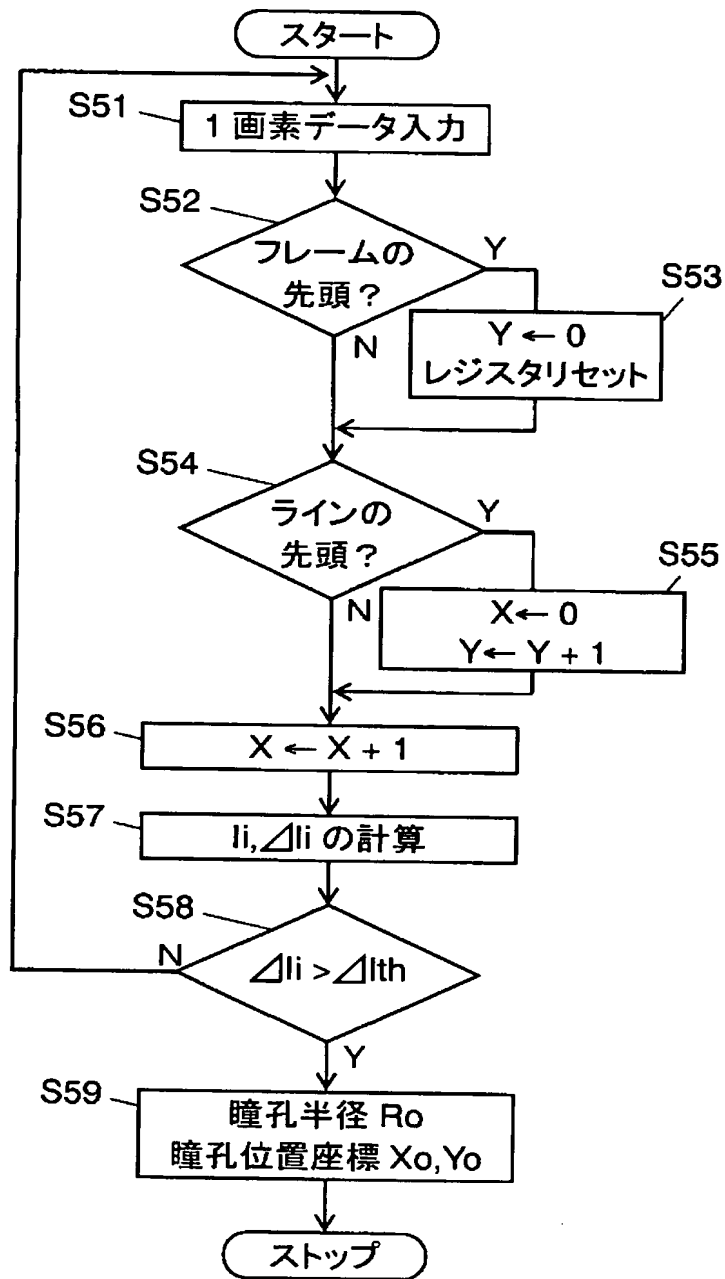 スタート
S51
1 画素データ入力
S52
フレームの
先頭？
Y
N
S53
Y ← 0
レジスタリセット
S54
ラインの
先頭？
Y
N
S55
X← 0
Y← Y + 1
S56
X ← X + 1
S57
Ii,⊿Ii の計算
S58
⊿Ii > ⊿Ith
N
Y
S59
瞳孔半径 Ro
瞳孔位置座標 Xo,Yo
ストップ